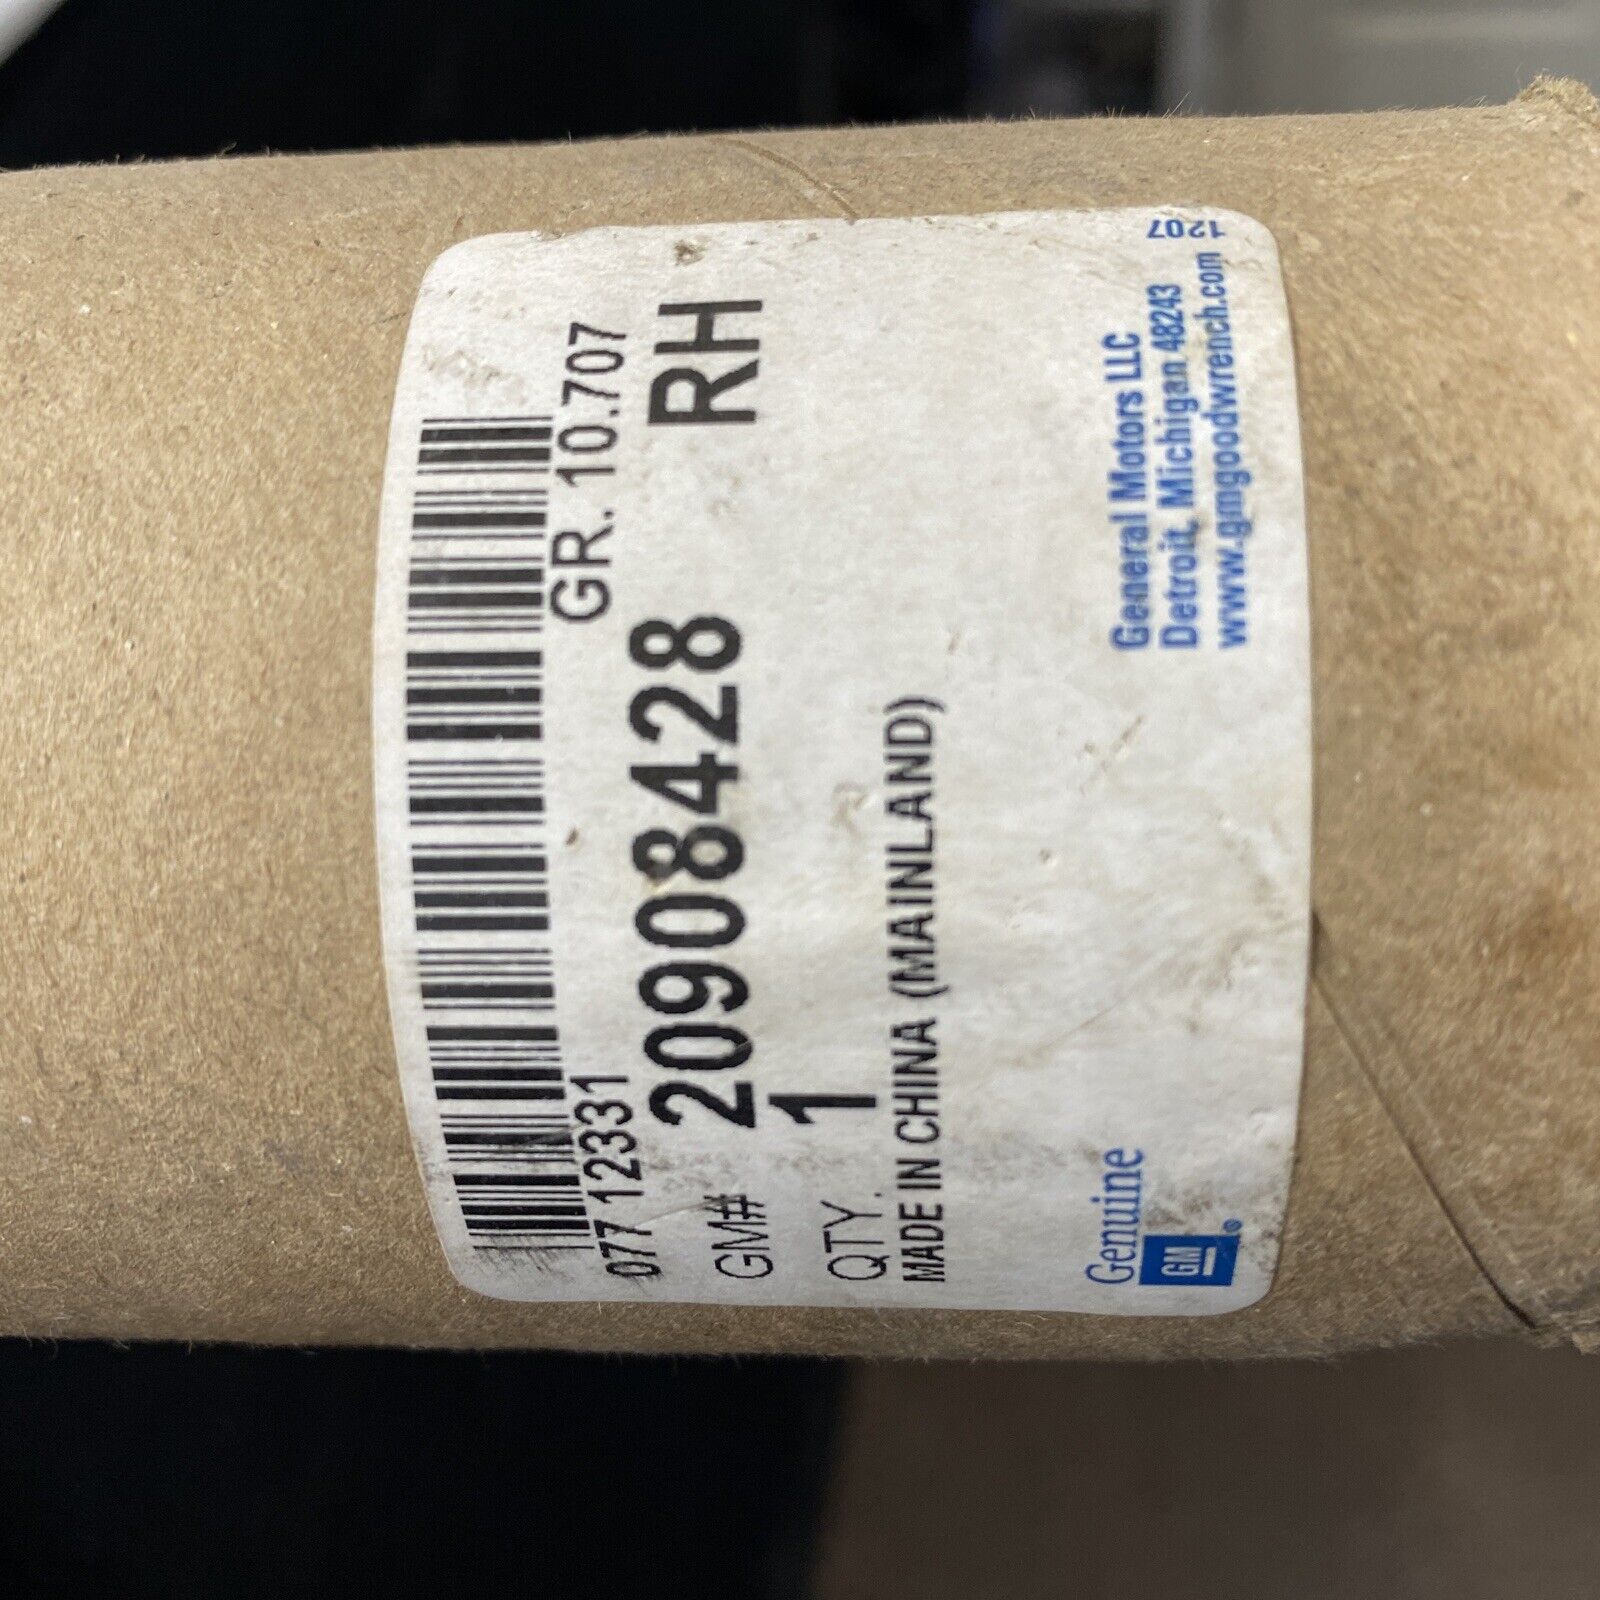 077 12331 GR. 10.707
GM# 20908428 RH
QTY. 1
MADE IN CHINA (MAINLAND)
Genuine
GM
General Motors LLC
Detroit, Michigan 48243
www.gmgoodwrench.com
1207